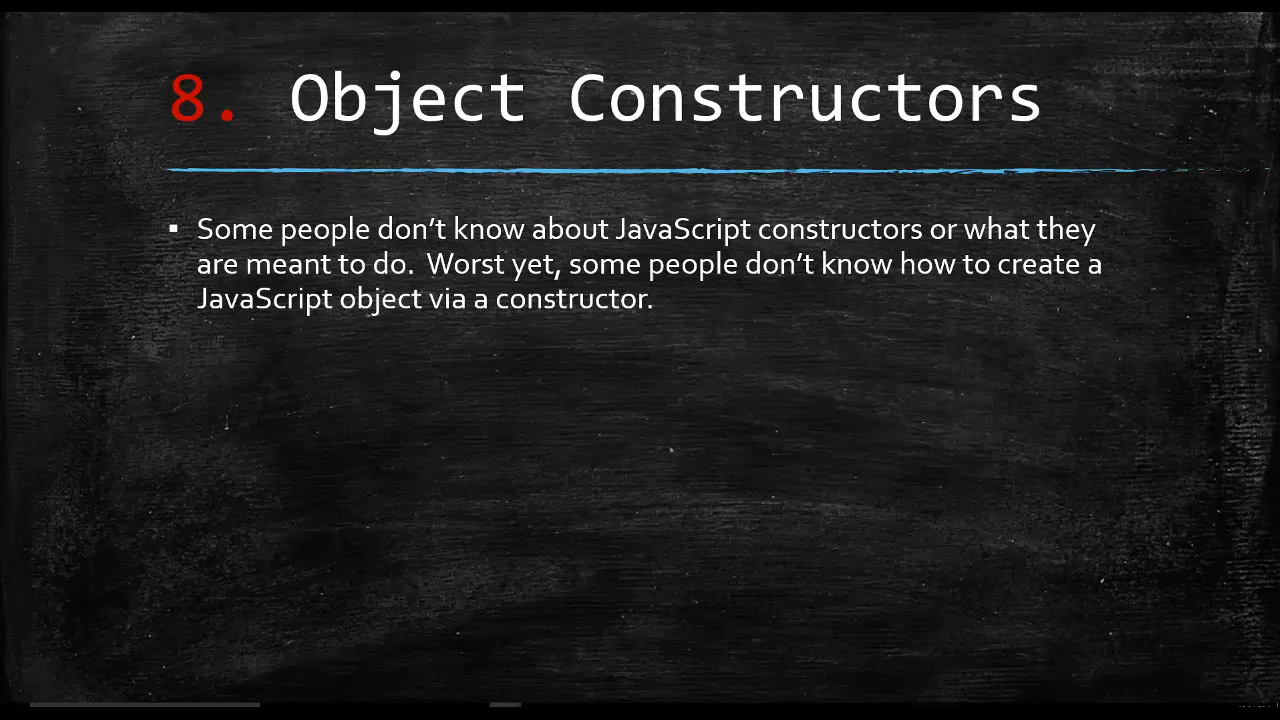 8. Object Constructors
▪ Some people don’t know about JavaScript constructors or what they
are meant to do.  Worst yet, some people don’t know how to create a
JavaScript object via a constructor.